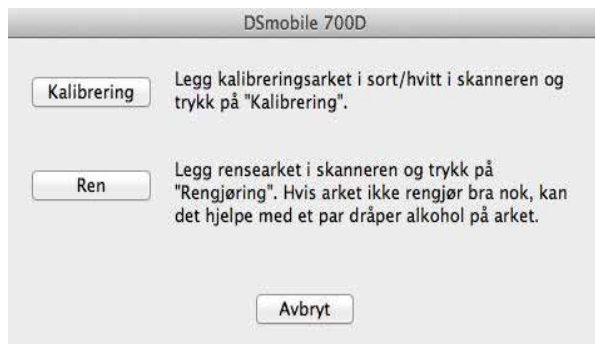 DSmobile 700D
Kalibrering
Legg kalibreringsarket i sort/hvitt i skanneren og
trykk på "Kalibrering".
Ren
Legg rensearket i skanneren og trykk på
"Rengjøring". Hvis arket ikke rengjør bra nok, kan
det hjelpe med et par dråper alkohol på arket.
Avbryt